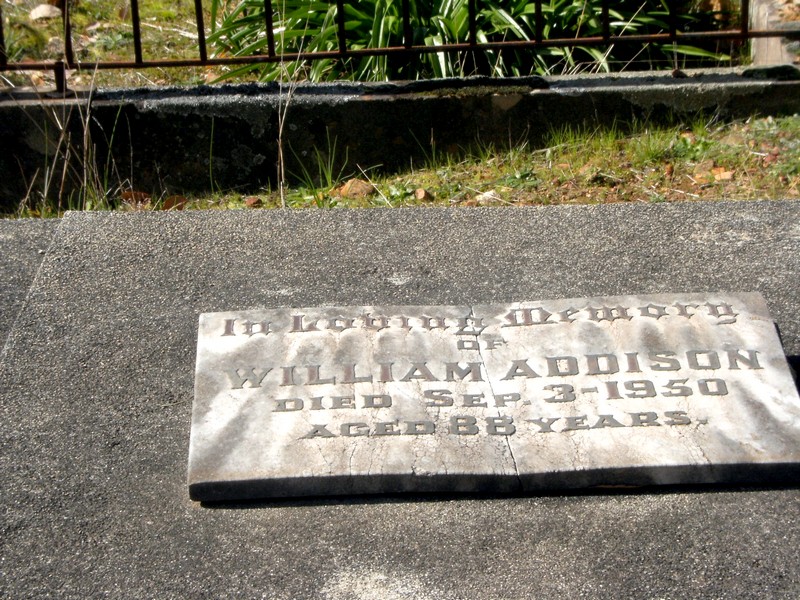 In Loving Memory
OF
WILLIAM ADDISON
DIED SEP. 3-1950
AGED 88 YEARS.